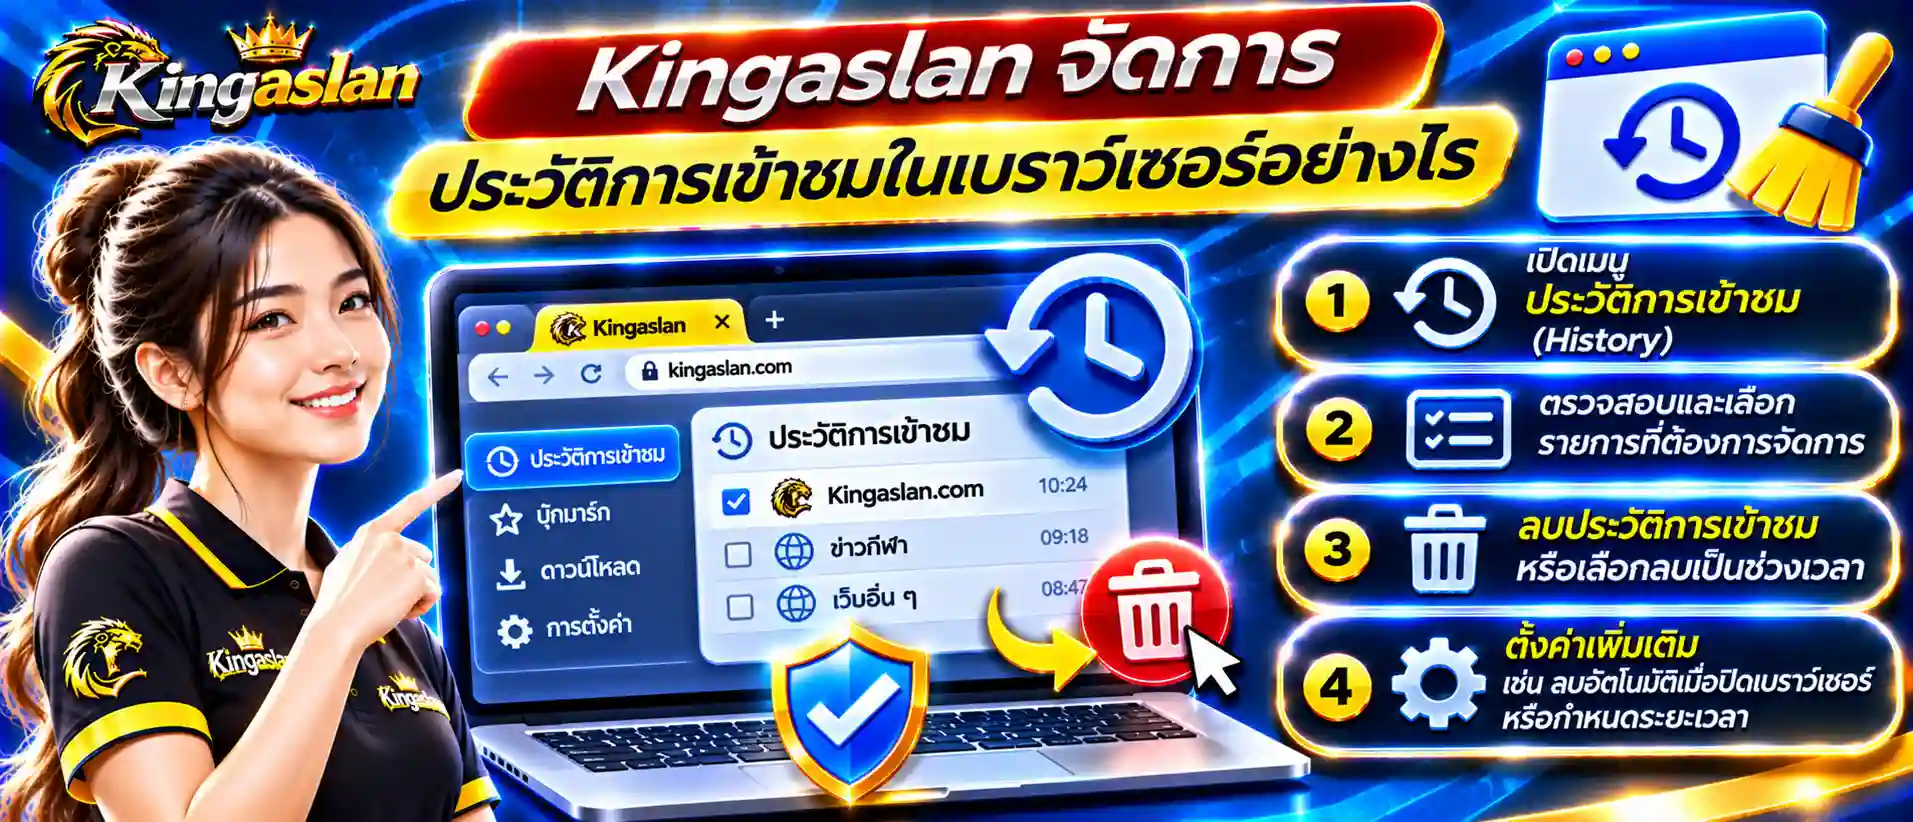 Kingaslan
Kingaslan จัดการ
ประวัติการเข้าชมในเบราว์เซอร์อย่างไร
Kingaslan
kingaslan.com
ประวัติการเข้าชม
บุ๊กมาร์ก
ดาวน์โหลด
การตั้งค่า
ประวัติการเข้าชม
Kingaslan.com 10:24
ข่าวกีฬา 09:18
เว็บอื่น ๆ 08:47
1
เปิดเมนู
ประวัติการเข้าชม
(History)
2
ตรวจสอบและเลือก
รายการที่ต้องการจัดการ
3
ลบประวัติการเข้าชม
หรือเลือกลบเป็นช่วงเวลา
4
ตั้งค่าเพิ่มเติม
เช่น ลบอัตโนมัติเมื่อปิดเบราว์เซอร์
หรือกำหนดระยะเวลา
Kingaslan
Kingaslan